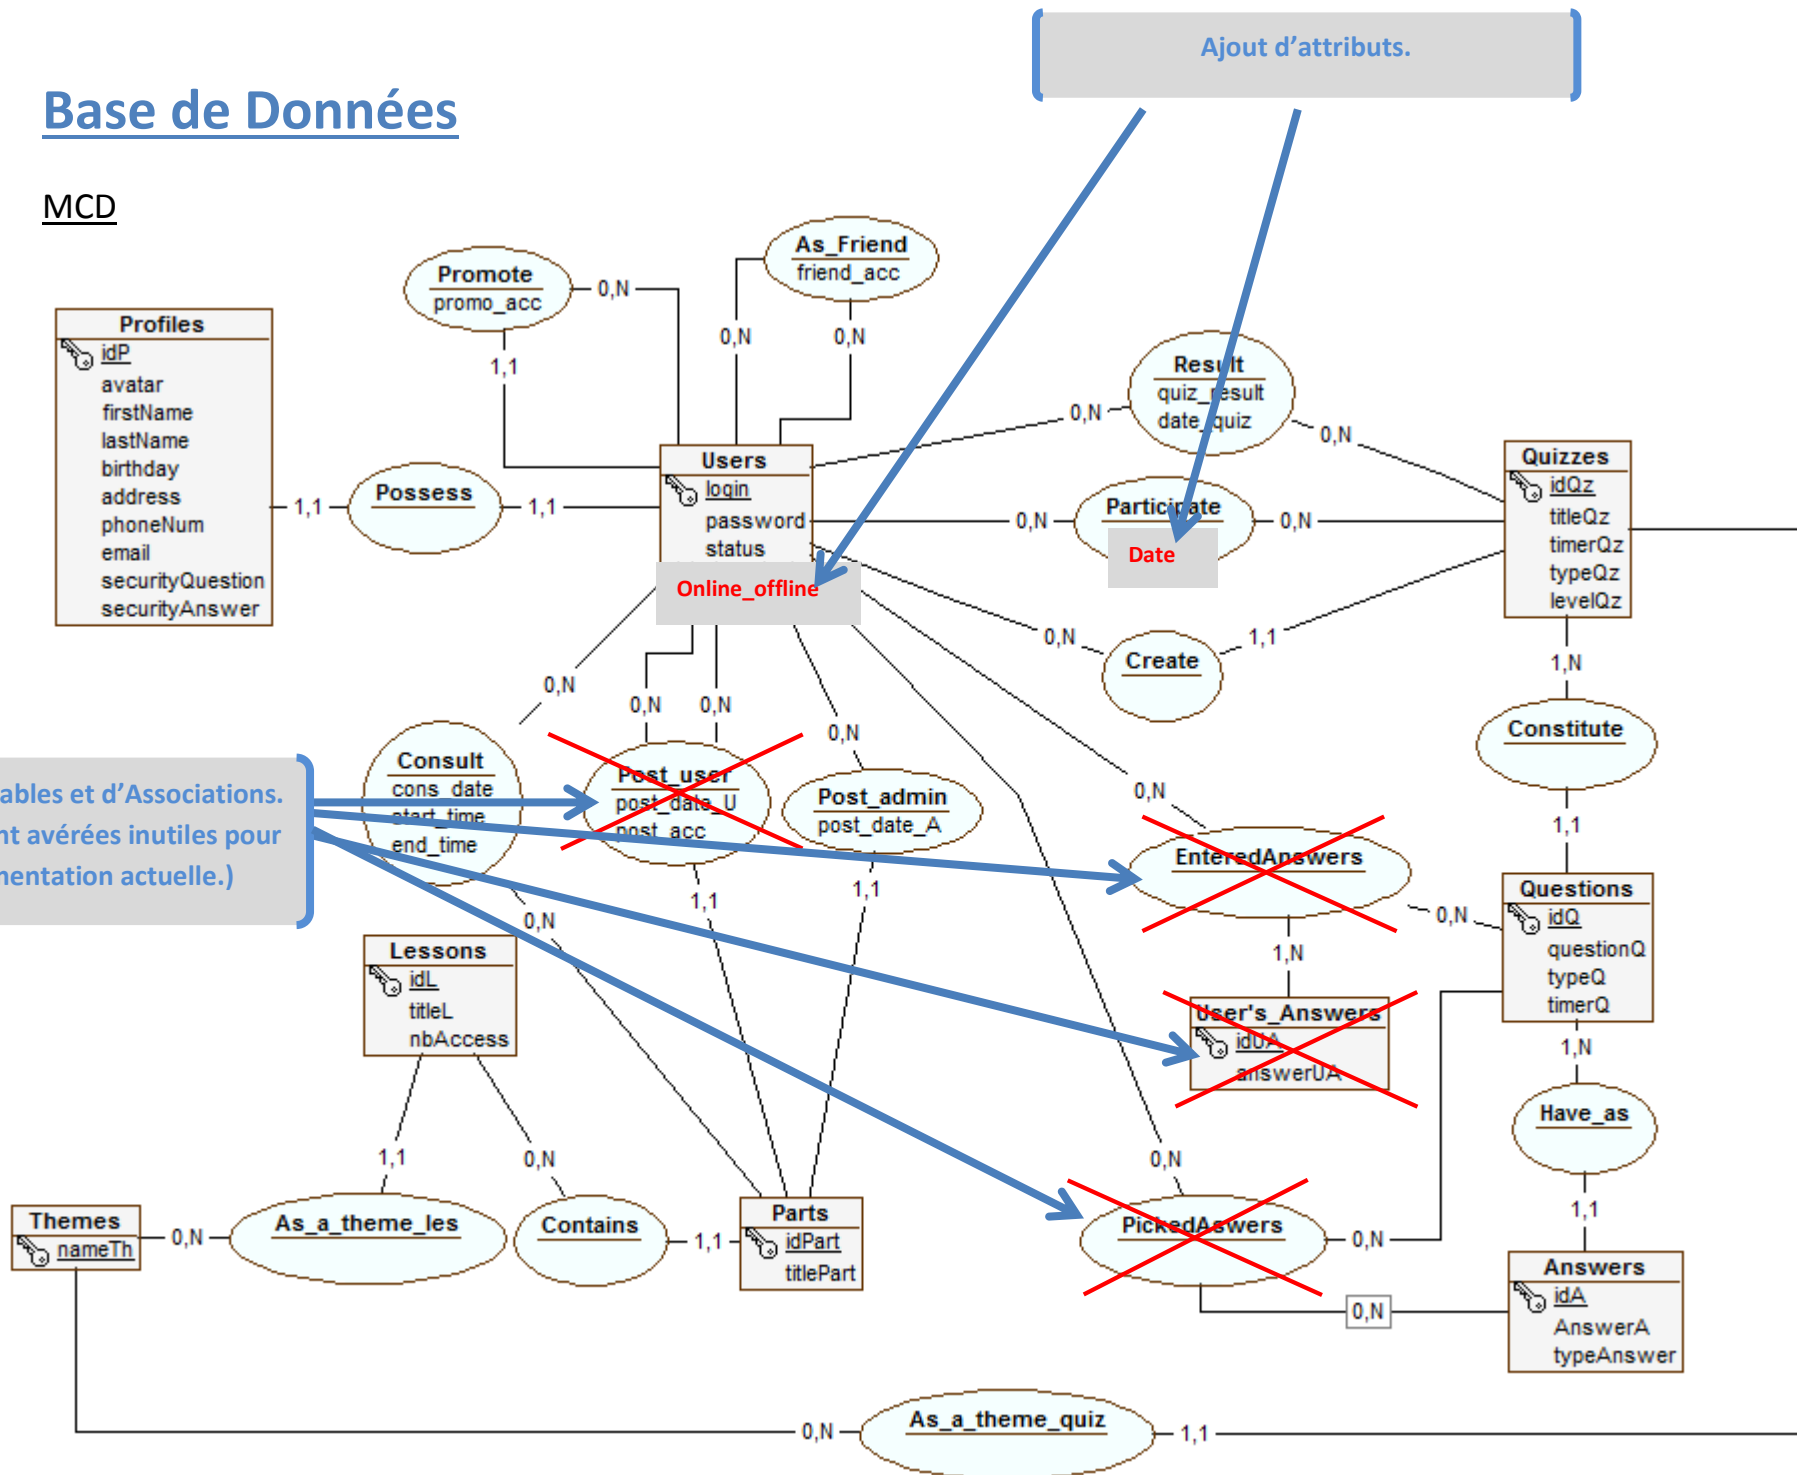 Ajout d’attributs.
Base de Données
MCD
Promote
promo_acc
0,N
1,1
As_Friend
friend_acc
0,N
0,N
Profiles
idP
avatar
firstName
lastName
birthday
address
phoneNum
email
securityQuestion
securityAnswer
1,1
Possess
1,1
Users
login
password
status
Online_offline
0,N
Result
quiz_result
date_quiz
0,N
0,N
Participate
Date
0,N
0,N
Create
1,1
Quizzes
idQz
titleQz
timerQz
typeQz
levelQz
1,N
Constitute
1,1
0,N
0,N
0,N
0,N
0,N
Consult
cons_date
start_time
end_time
Post_user
post_date_U
post_acc
Post_admin
post_date_A
ables et d’Associations.
nt avérées inutiles pour
mentation actuelle.)
0,N
1,1
1,1
EnteredAnswers
0,N
1,N
User's_Answers
idUA
answerUA
Questions
idQ
questionQ
typeQ
timerQ
1,N
Have_as
1,1
Lessons
idL
titleL
nbAccess
1,1
0,N
0,N
Themes
nameTh
0,N
As_a_theme_les
Contains
1,1
Parts
idPart
titlePart
PickedAswers
0,N
0,N
Answers
idA
AnswerA
typeAnswer
0,N
As_a_theme_quiz
1,1